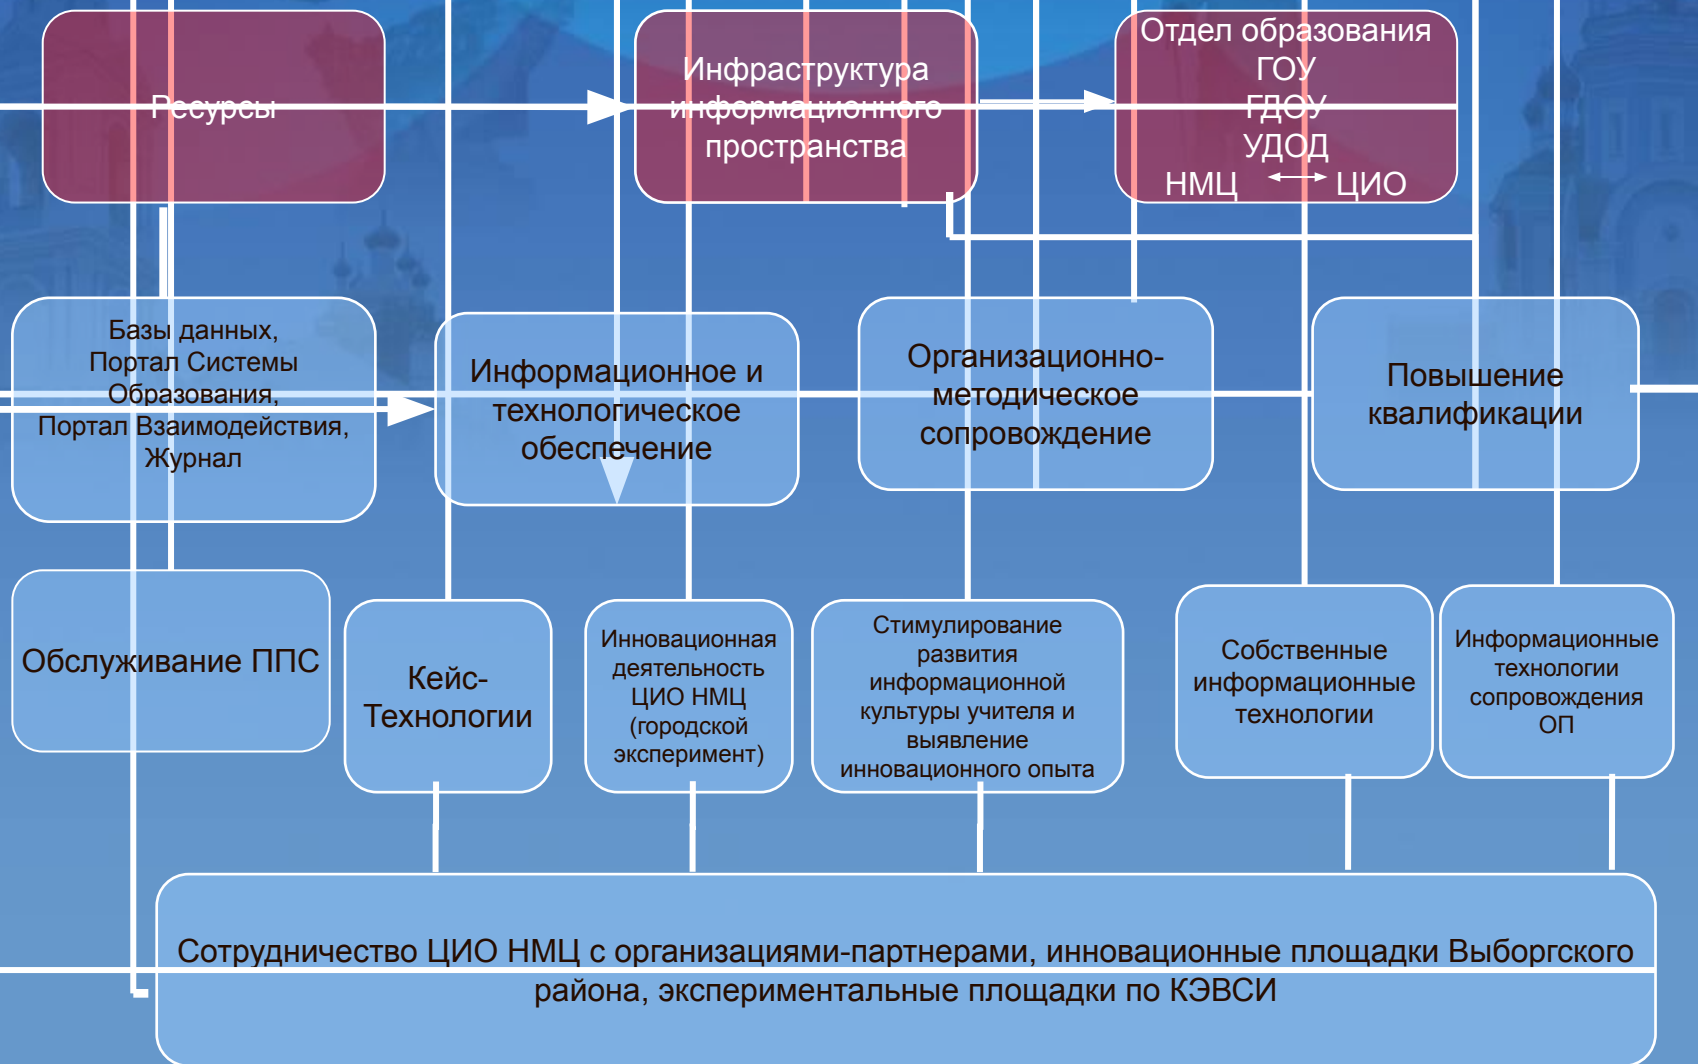 Ресурсы
Инфраструктура
информационного
пространства
Отдел образования
ГОУ
ГДОУ
УДОД
НМЦ ЦИО
Базы данных,
Портал Системы
Образования,
Портал Взаимодействия,
Журнал
Информационное и
технологическое
обеспечение
Организационно-
методическое
сопровождение
Повышение
квалификации
Обслуживание ППС
Кейс-
Технологии
Инновационная
деятельность
ЦИО НМЦ
(городской
эксперимент)
Стимулирование
развития
информационной
культуры учителя и
выявление
инновационного опыта
Собственные
информационные
технологии
Информационные
технологии
сопровождения
ОП
Сотрудничество ЦИО НМЦ с организациями-партнерами, инновационные площадки Выборгского
района, экспериментальные площадки по КЭВСИ